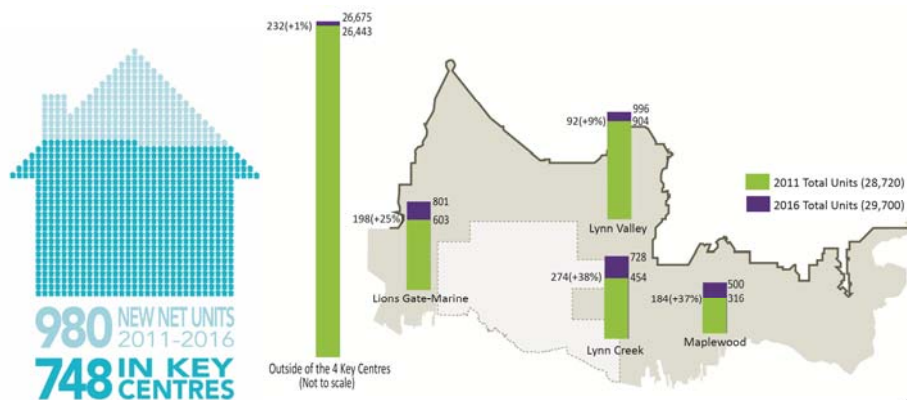 980 NEW NET UNITS
2011-2016
748 IN KEY
CENTRES
232(+1%)
26,675
26,443
Outside of the 4 Key Centres
(Not to scale)
198(+25%
801
603
Lions Gate-Marine
92(+9%)
996
904
Lynn Valley
274(+38%)
728
454
Lynn Creek
184(+37%)
500
316
Maplewood
2011 Total Units (28,720)
2016 Total Units (29,700)